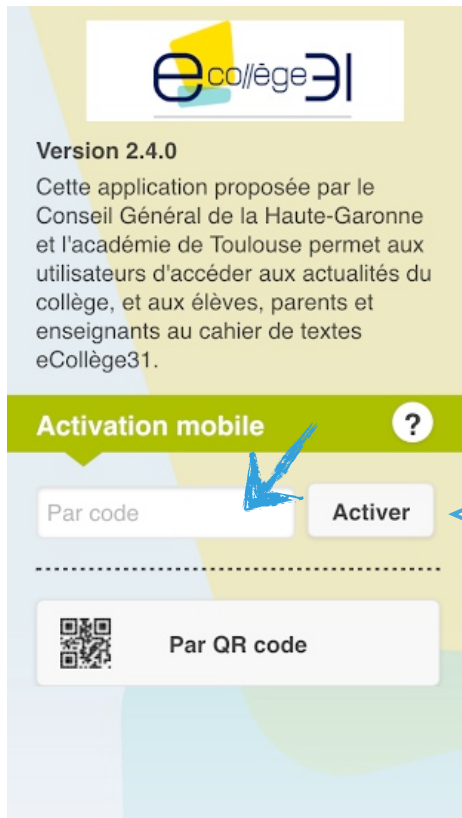 eco//ège31
Version 2.4.0
Cette application proposée par le
Conseil Général de la Haute-Garonne
et l'académie de Toulouse permet aux
utilisateurs d'accéder aux actualités du
collège, et aux élèves, parents et
enseignants au cahier de textes
eCollège31.
Activation mobile ?
Par code Activer
Par QR code